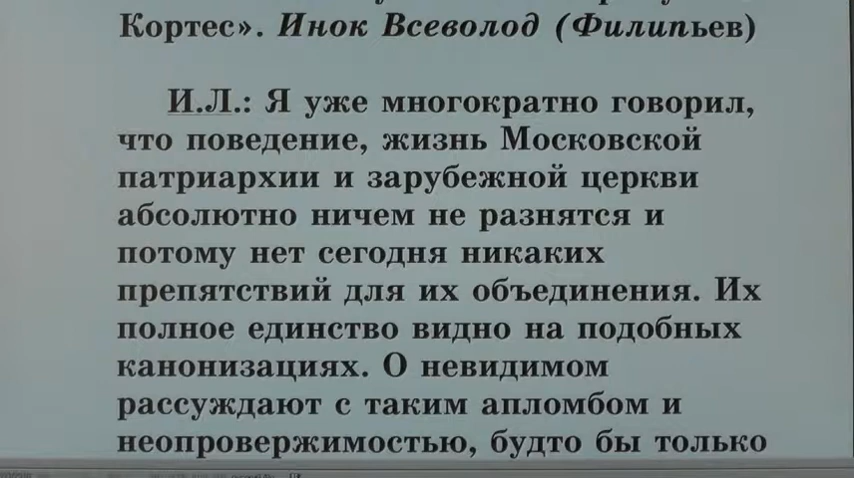 Кортес». Инок Всеволод (Филипьев)
И.Л.: Я уже многократно говорил,
что поведение, жизнь Московской
патриархии и зарубежной церкви
абсолютно ничем не разнятся и
потому нет сегодня никаких
препятствий для их объединения. Их
полное единство видно на подобных
канонизациях. О невидимом
рассуждают с таким апломбом и
неопровержимостью, будто бы только